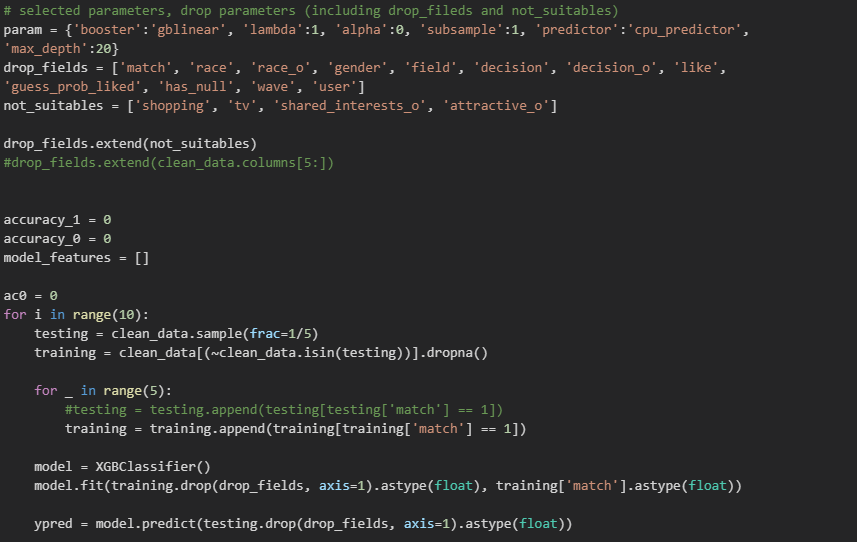 # selected parameters, drop parameters (including drop_fileds and not_suitables)
param = {'booster':'gblinear', 'lambda':1, 'alpha':0, 'subsample':1, 'predictor':'cpu_predictor',
'max_depth':20}
drop_fields = ['match', 'race', 'race_o', 'gender', 'field', 'decision', 'decision_o', 'like',
'guess_prob_liked', 'has_null', 'wave', 'user']
not_suitables = ['shopping', 'tv', 'shared_interests_o', 'attractive_o']

drop_fields.extend(not_suitables)
#drop_fields.extend(clean_data.columns[5:])


accuracy_1 = 0
accuracy_0 = 0
model_features = []

ac0 = 0
for i in range(10):
    testing = clean_data.sample(frac=1/5)
    training = clean_data[(~clean_data.isin(testing))].dropna()

    for _ in range(5):
        #testing = testing.append(testing[testing['match'] == 1])
        training = training.append(training[training['match'] == 1])

    model = XGBClassifier()
    model.fit(training.drop(drop_fields, axis=1).astype(float), training['match'].astype(float))

    ypred = model.predict(testing.drop(drop_fields, axis=1).astype(float))